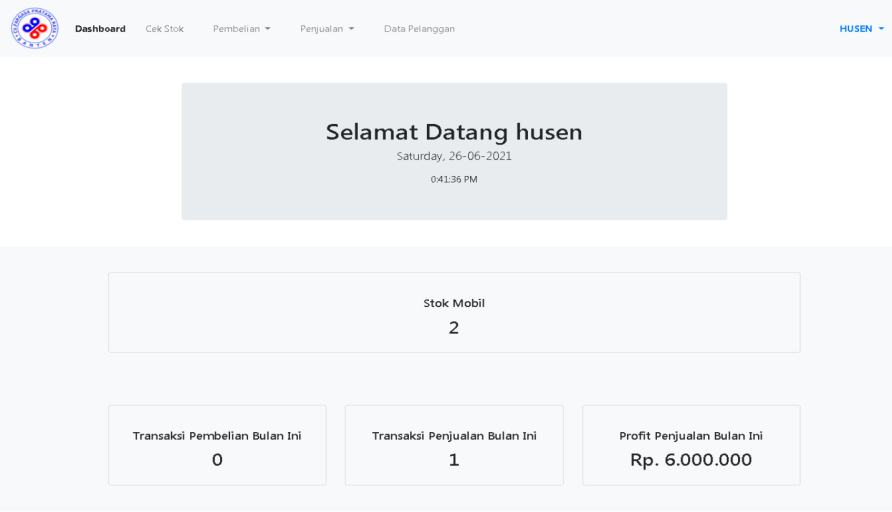 Dashboard Cek Stok Pembelian Penjualan Data Pelanggan HUSEN
Selamat Datang husen
Saturday, 26-06-2021
0:41:36 PM
Stok Mobil
2
Transaksi Pembelian Bulan Ini
0
Transaksi Penjualan Bulan Ini
1
Profit Penjualan Bulan Ini
Rp. 6.000.000